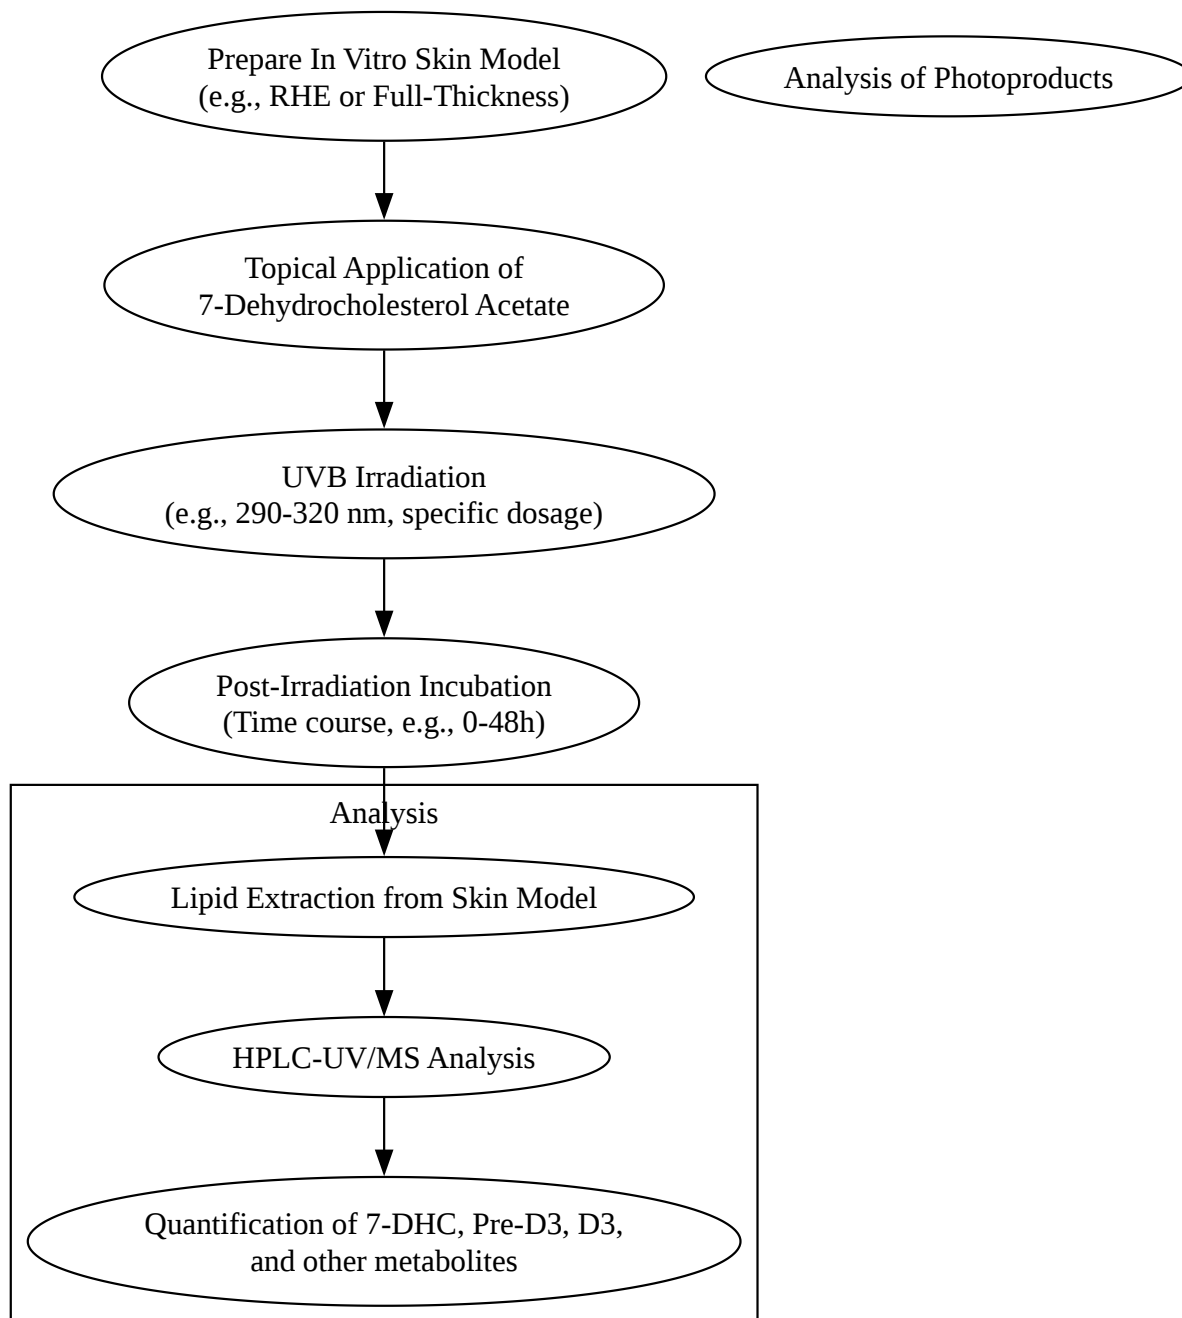 Prepare In Vitro Skin Model
(e.g., RHE or Full-Thickness)
Analysis of Photoproducts
Topical Application of
7-Dehydrocholesterol Acetate
UVB Irradiation
(e.g., 290-320 nm, specific dosage)
Post-Irradiation Incubation
(Time course, e.g., 0-48h)
Analysis
Lipid Extraction from Skin Model
HPLC-UV/MS Analysis
Quantification of 7-DHC, Pre-D3, D3,
and other metabolites